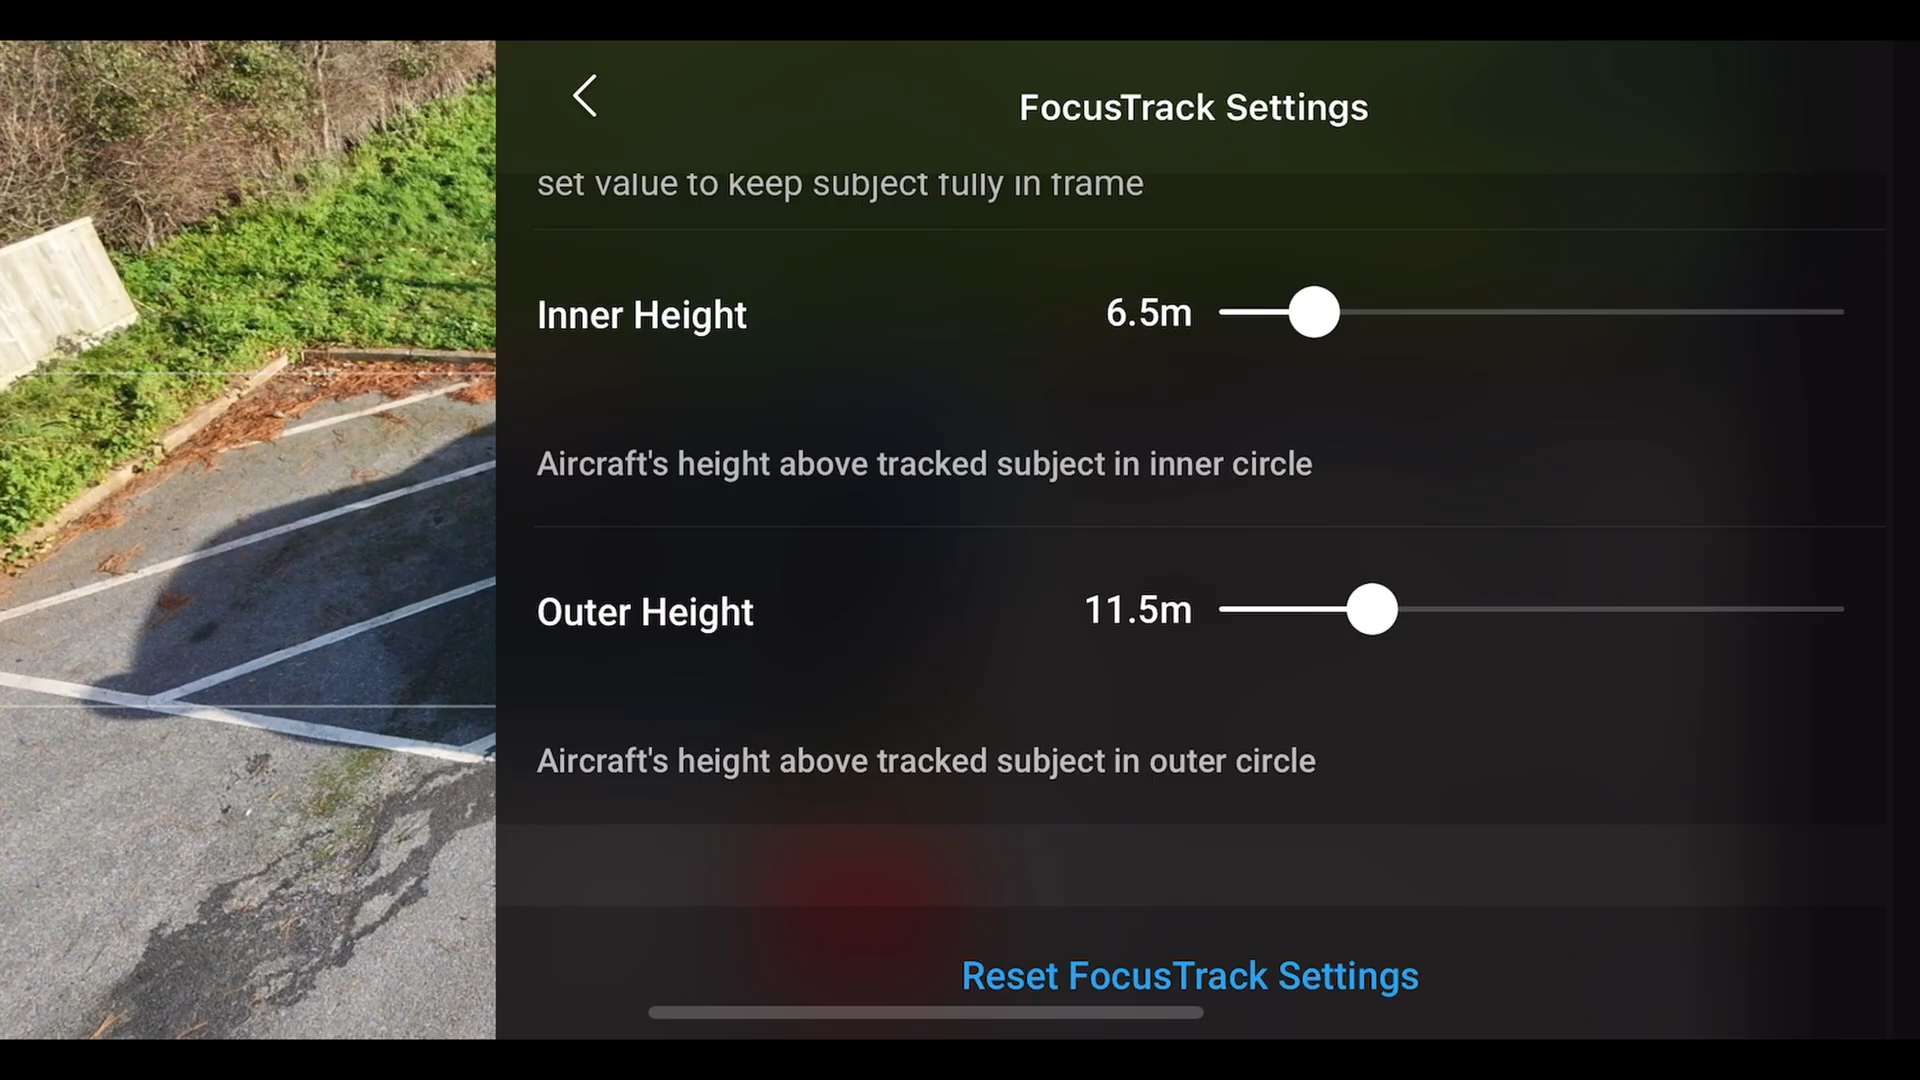 FocusTrack Settings
set value to keep subject fully in frame
Inner Height
6.5m
Aircraft's height above tracked subject in inner circle
Outer Height
11.5m
Aircraft's height above tracked subject in outer circle
Reset FocusTrack Settings